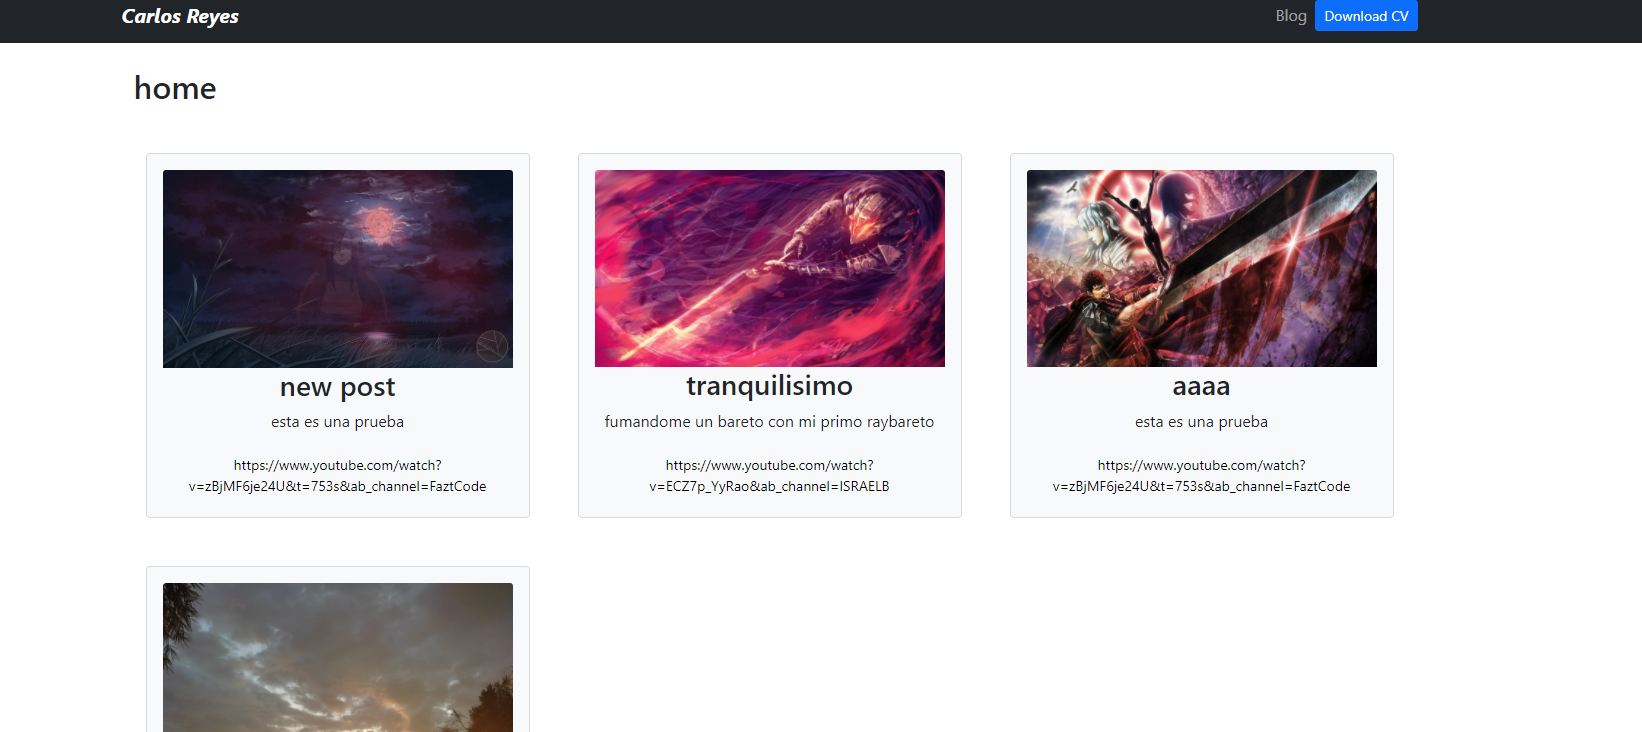 Carlos Reyes
Blog
Download CV
home
new post
esta es una prueba
https://www.youtube.com/watch?
v=zBjMF6je24U&t=753s&ab_channel=FaztCode
tranquilisimo
fumandome un bareto con mi primo raybareto
https://www.youtube.com/watch?
v=ECZ7p_YyRao&ab_channel=ISRAELB
aaaa
esta es una prueba
https://www.youtube.com/watch?
v=zBjMF6je24U&t=753s&ab_channel=FaztCode